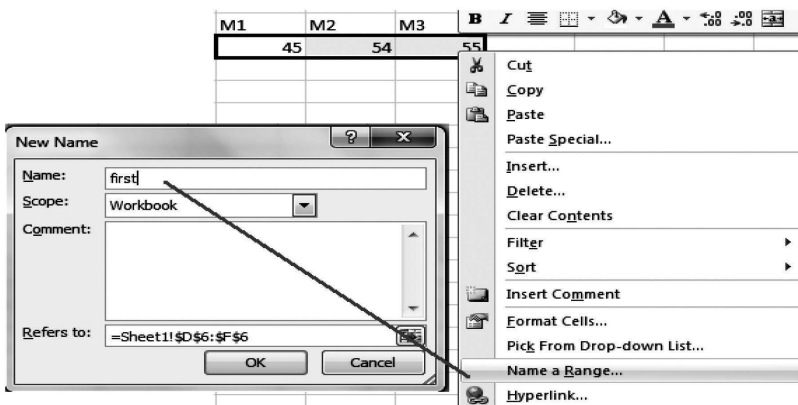 M1 M2 M3
45 54 55
B I A
Cut
Copy
Paste
Paste Special...
Insert...
Delete...
Clear Contents
Filter
Sort
Insert Comment
Format Cells...
Pick From Drop-down List...
Name a Range...
Hyperlink...
New Name
Name: first
Scope: Workbook
Comment:
Refers to: =Sheet1!$D$6:$F$6
OK Cancel